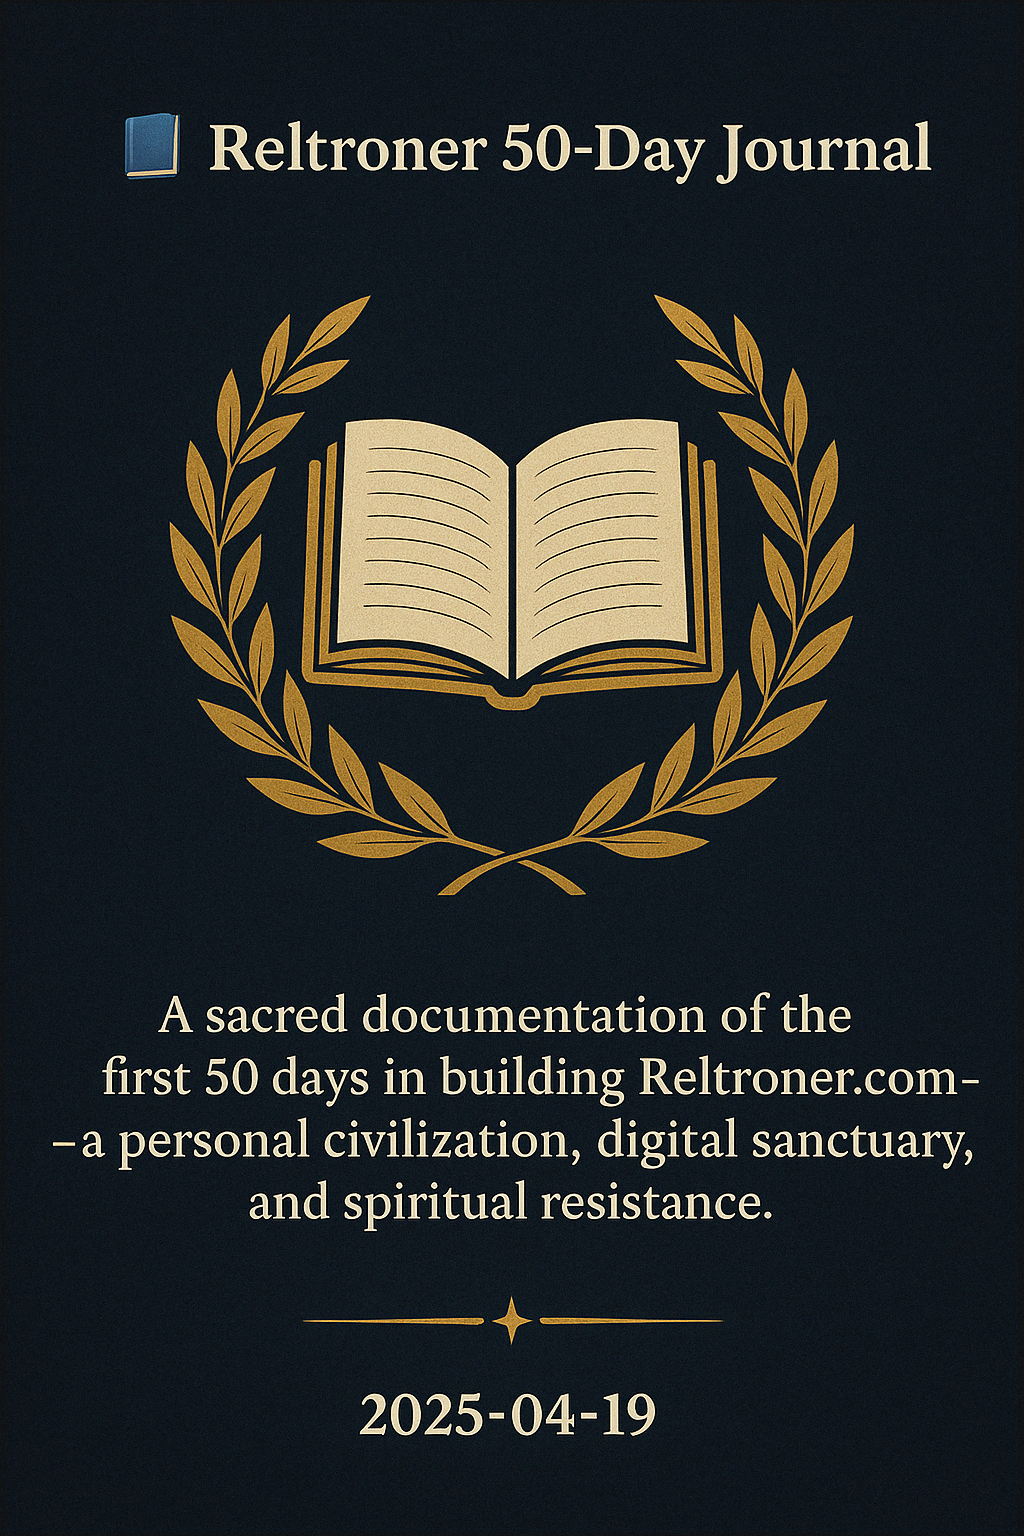 Reltroner 50-Day Journal
A sacred documentation of the
first 50 days in building Reltroner.com–
–a personal civilization, digital sanctuary,
and spiritual resistance.
2025-04-19